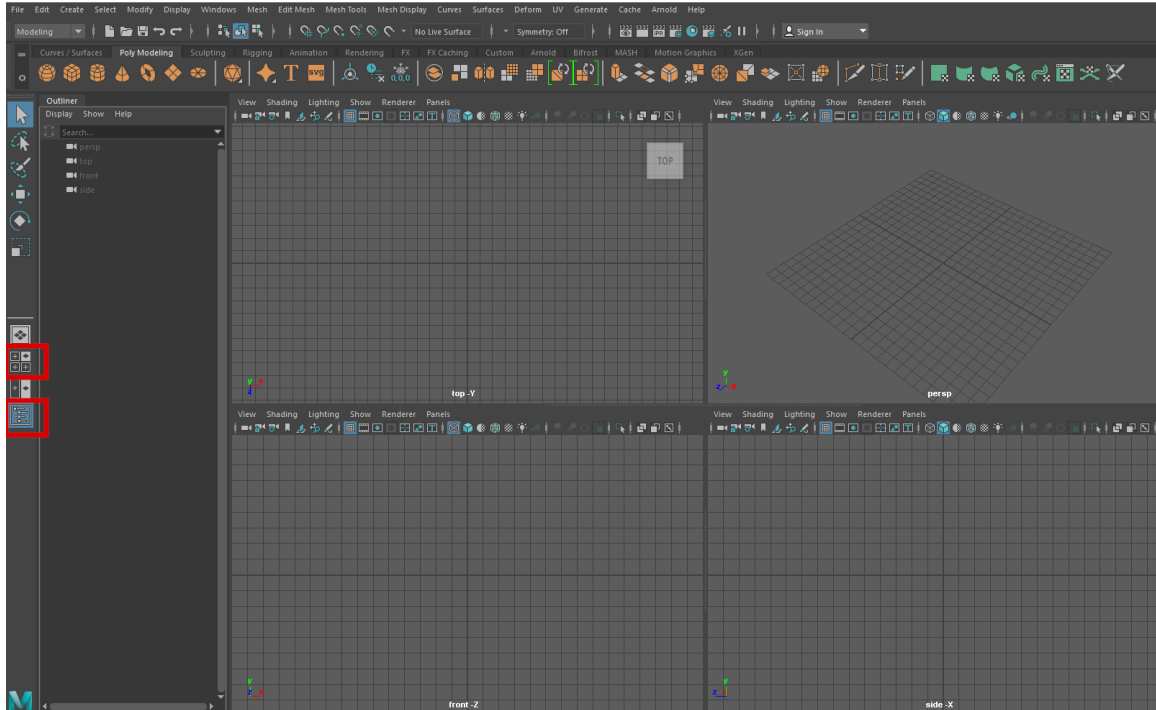 File Edit Create Select Modify Display Windows Mesh Edit Mesh Mesh Tools Mesh Display Curves Surfaces Deform UV Generate Cache Arnold Help
Modeling No Live Surface Symmetry: Off Sign In
Curves / Surfaces Poly Modeling Sculpting Rigging Animation Rendering FX FX Caching Custom Arnold Bifrost MASH Motion Graphics XGen
T SVG 0,0,0
Outliner
Display Show Help
Search...
persp
top
front
side
View Shading Lighting Show Renderer Panels
TOP
y x
z
top -Y
View Shading Lighting Show Renderer Panels
y
z x
persp
View Shading Lighting Show Renderer Panels
y
z x
front -Z
View Shading Lighting Show Renderer Panels
y
z
side -X
M